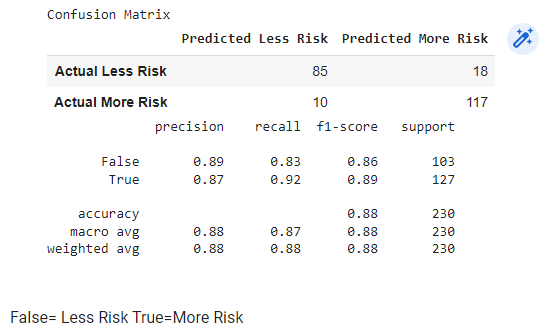 Confusion Matrix
Predicted Less Risk Predicted More Risk
Actual Less Risk 85 18
Actual More Risk 10 117
precision recall f1-score support
False 0.89 0.83 0.86 103
True 0.87 0.92 0.89 127
accuracy 0.88 230
macro avg 0.88 0.87 0.88 230
weighted avg 0.88 0.88 0.88 230
False= Less Risk True=More Risk